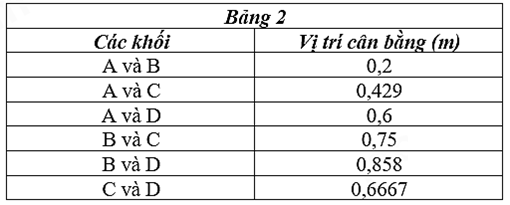 Bảng 2
Các khối Vị trí cân bằng (m)
A và B 0,2
A và C 0,429
A và D 0,6
B và C 0,75
B và D 0,858
C và D 0,6667